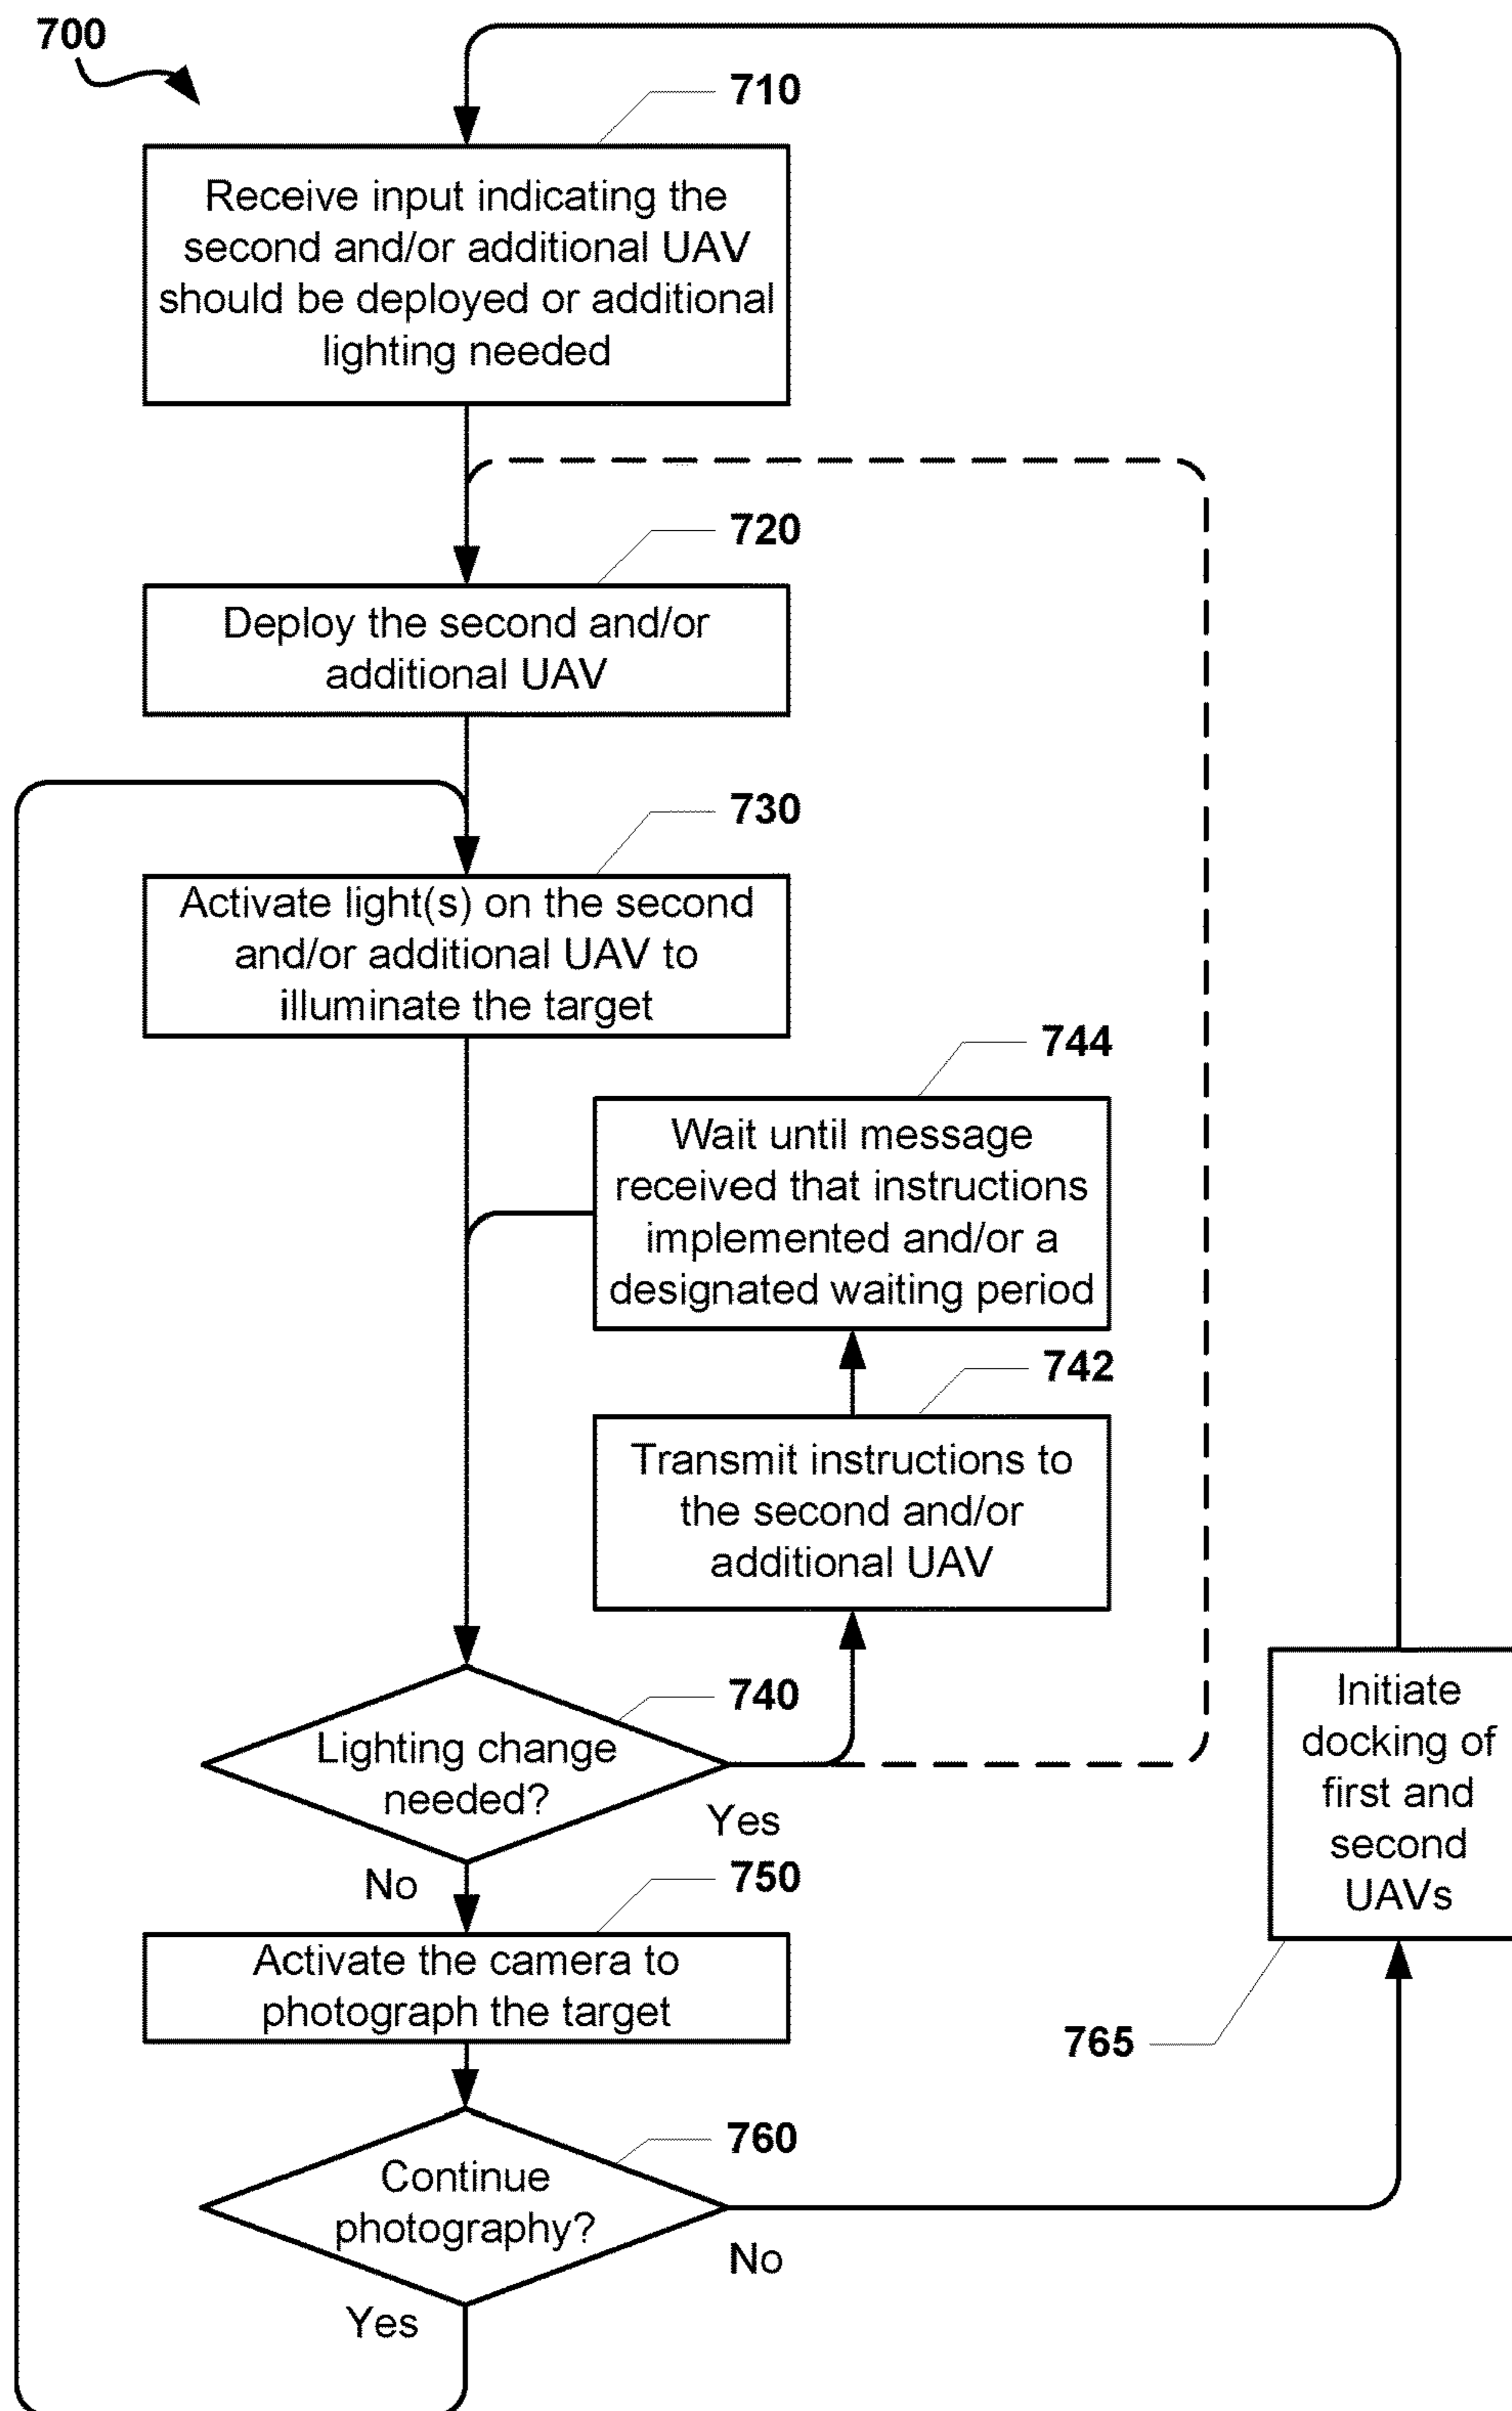 700
710
Receive input indicating the
second and/or additional UAV
should be deployed or additional
lighting needed
720
Deploy the second and/or
additional UAV
730
Activate light(s) on the second
and/or additional UAV to
illuminate the target
744
Wait until message
received that instructions
implemented and/or a
designated waiting period
742
Transmit instructions to
the second and/or
additional UAV
740
Lighting change
needed?
Yes
No
750
Activate the camera to
photograph the target
Initiate
docking of
first and
second
UAVs
765
760
Continue
photography?
No
Yes